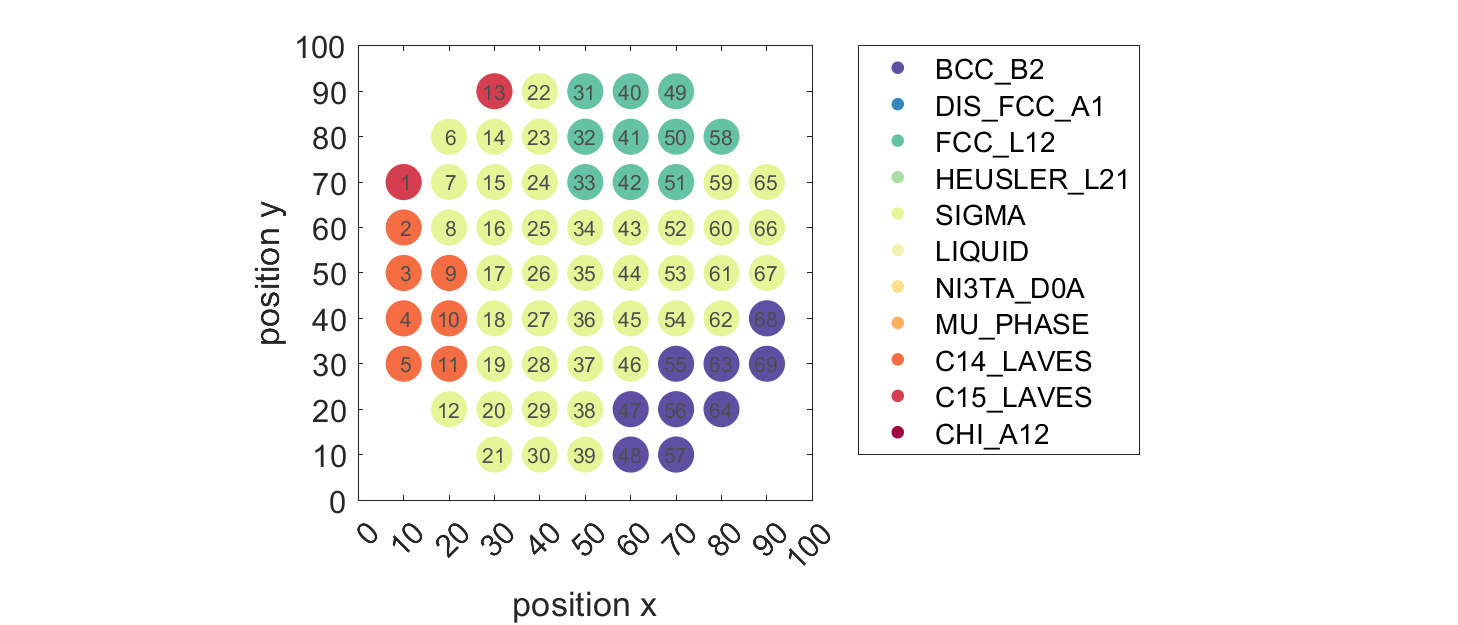 100
90 13 22 31 40 49
80 6 14 23 32 41 50 58
70 1 7 15 24 33 42 51 59 65
60 2 8 16 25 34 43 52 60 66
50 3 9 17 26 35 44 53 61 67
40 4 10 18 27 36 45 54 62 68
30 5 11 19 28 37 46 55 63 69
20 12 20 29 38 47 56 64
10 21 30 39 48 57
0
0 10 20 30 40 50 60 70 80 90 100
position x
position y
BCC_B2
DIS_FCC_A1
FCC_L12
HEUSLER_L21
SIGMA
LIQUID
NI3TA_D0A
MU_PHASE
C14_LAVES
C15_LAVES
CHI_A12